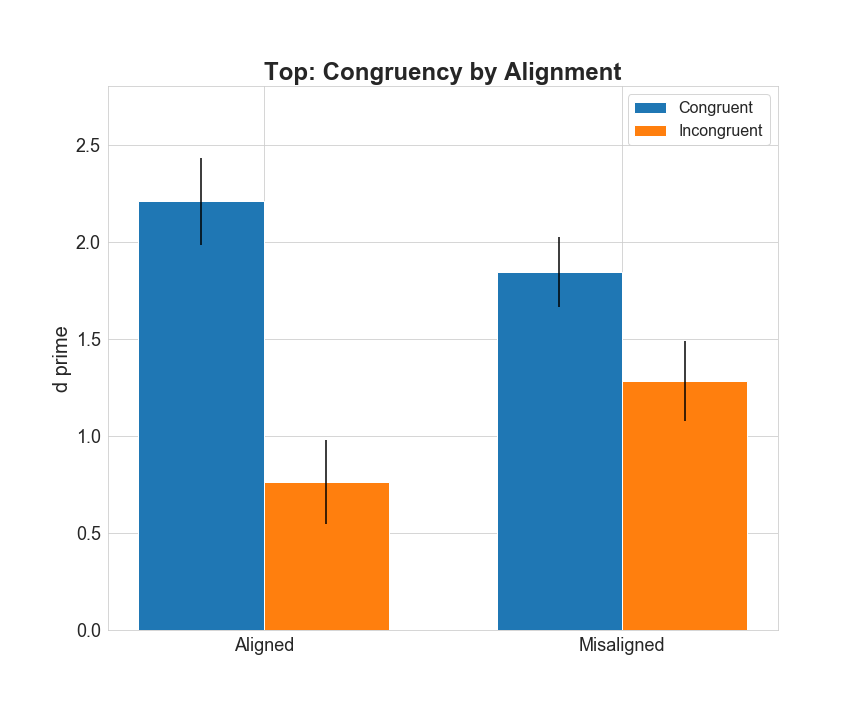 Top: Congruency by Alignment
Congruent
Incongruent
2.5
2.0
1.5
1.0
0.5
0.0
d prime
Aligned
Misaligned